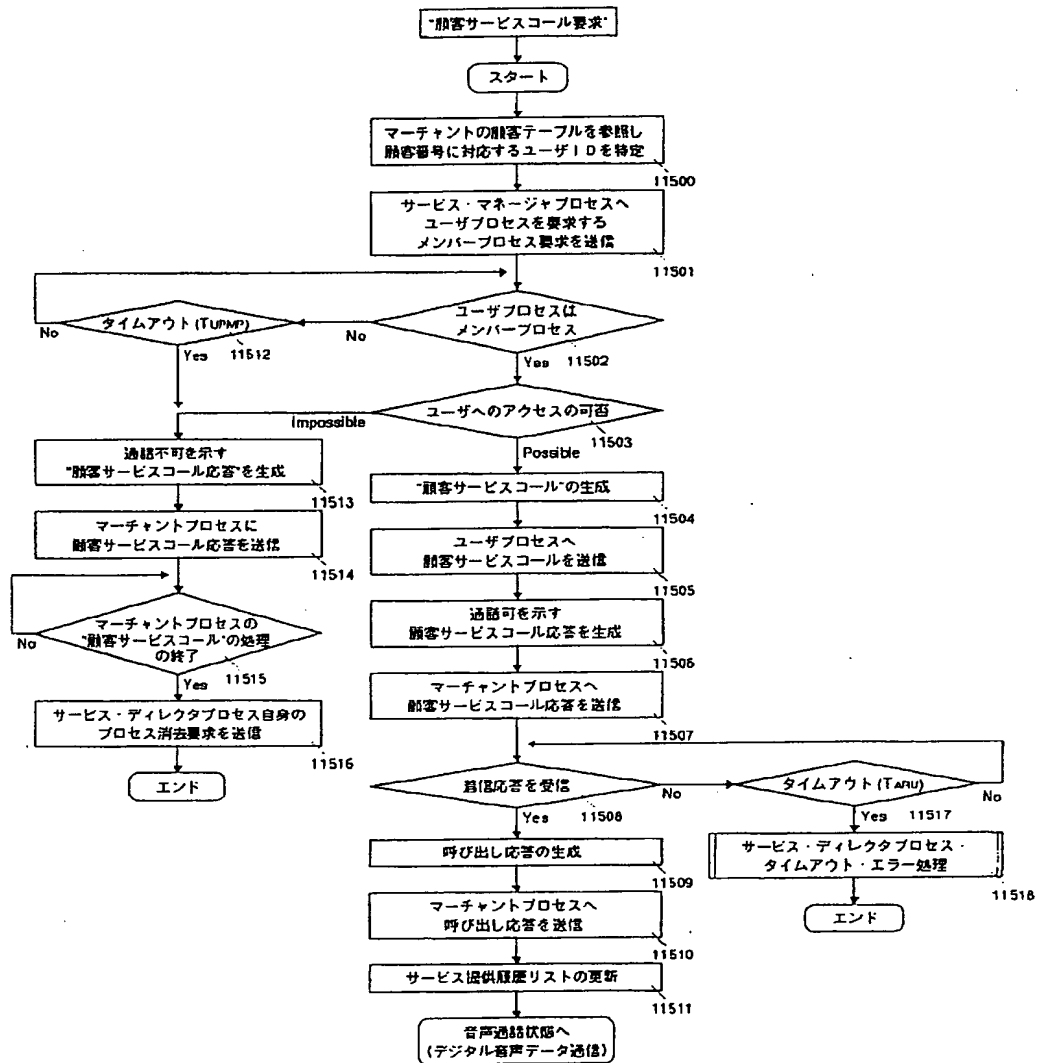 "顧客サービスコール要求"
スタート
マーチャントの顧客テーブルを参照し
顧客番号に対応するユーザIDを特定
11500
サービス・マネージャプロセスへ
ユーザプロセスを要求する
メンバープロセス要求を送信
11501
ユーザプロセスは
メンバープロセス
11502
No
Yes
タイムアウト(TUPMP)
11512
No
Yes
ユーザへのアクセスの可否
11503
Impossible
Possible
通話不可を示す
"顧客サービスコール応答"を生成
11513
マーチャントプロセスに
顧客サービスコール応答を送信
11514
マーチャントプロセスの
"顧客サービスコール"の処理
の終了
11515
No
Yes
サービス・ディレクタプロセス自身の
プロセス消去要求を送信
11516
エンド
"顧客サービスコール"の生成
11504
ユーザプロセスへ
顧客サービスコールを送信
11505
通話可を示す
顧客サービスコール応答を生成
11506
マーチャントプロセスへ
顧客サービスコール応答を送信
11507
着信応答を受信
11508
No
Yes
タイムアウト(TARU)
11517
No
Yes
サービス・ディレクタプロセス・
タイムアウト・エラー処理
11518
エンド
呼び出し応答の生成
11509
マーチャントプロセスへ
呼び出し応答を送信
11510
サービス提供履歴リストの更新
11511
音声通話状態へ
(デジタル音声データ通信)